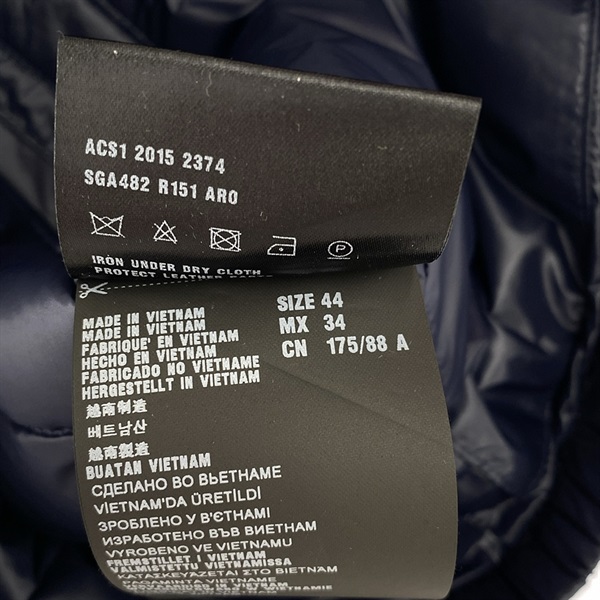 ACS1 2015 2374
SGA482 R151 ARO
P
IRON UNDER DRY CLOTH
PROTECT LEATHER
SIZE 44
MX 34
CN 175/88 A
MADE IN VIETNAM
MADE IN VIETNAM
FABRIQUE' EN VIETNAM
HECHO EN VIETNAM
FABRICADO NO VIETNAM
HERGESTELLT IN VIETNAM
越南制造
베트남산
越南製造
BUATAN VIETNAM
СДЕЛАНО ВО ВЬЕТНАМЕ
VİETNAM'DA ÜRETİLDİ
ЗРОБЛЕНО У В'ЄТНАМІ
ИЗРАБОТЕНО ВЪВ ВИЕТНАМ
VYROBENO VE VIETNAMU
FREMSTILLET I VIETNAM
VALMISTETTU VIETNAMISSA
ΚΑΤΑΣΚΕΥΑΖΕΤΑΙ ΣΤΟ ΒΙΕΤΝΑΜ
PAGAMINTA VIETNAME